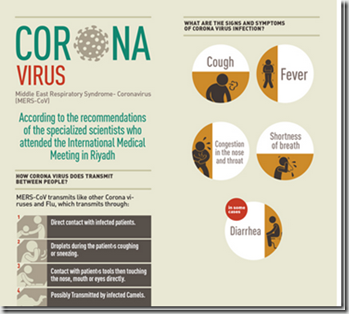 CORONA
VIRUS
Middle East Respiratory Syndrome- Coronavirus
(MERS-CoV)
According to the recommendations
of the specialized scientists who
attended the International Medical
Meeting in Riyadh
HOW CORONA VIRUS DOES TRANSMIT
BETWEEN PEOPLE?
MERS-CoV transmits like other Corona vi-
ruses and Flu, which transmits through:
1
Direct contact with infected patients.
2
Droplets during the patient›s coughing
or sneezing.
3
Contact with patient›s tools then touching
the nose, mouth or eyes directly.
4
Possibly Transmitted by infected Camels.
WHAT ARE THE SIGNS AND SYMPTOMS
OF CORONA VIRUS INFECTION?
Cough
Fever
Congestion
in the nose
and threat
Shortness
of breath
In some
cases
Diarrhea